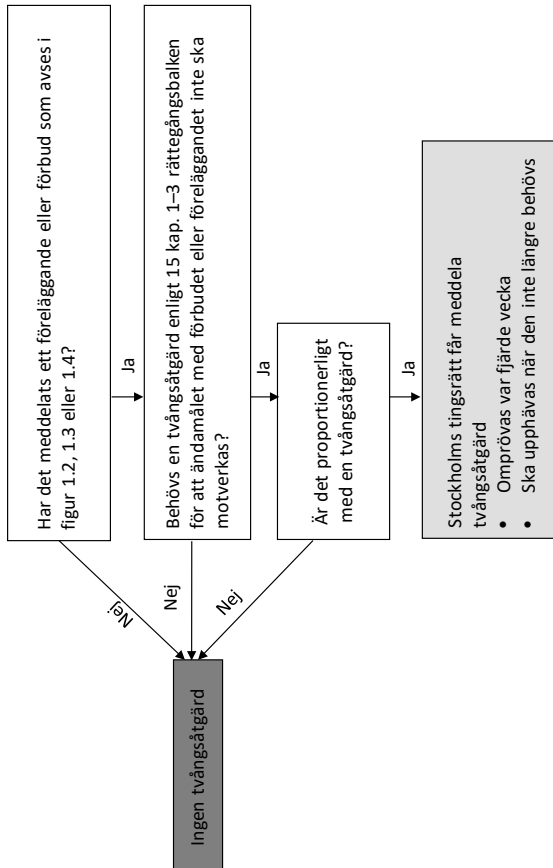 Har det meddelats ett föreläggande eller förbud som avses i
figur 1.2, 1.3 eller 1.4?
Ja
Nej
Behövs en tvångsåtgärd enligt 15 kap. 1–3 rättegångsbalken
för att ändamålet med förbudet eller föreläggandet inte ska
motverkas?
Ja
Nej
Är det proportionerligt
med en tvångsåtgärd?
Ja
Nej
Ingen tvångsåtgärd
Stockholms tingsrätt får meddela
tvångsåtgärd
• Omprövas var fjärde vecka
• Ska upphävas när den inte längre behövs